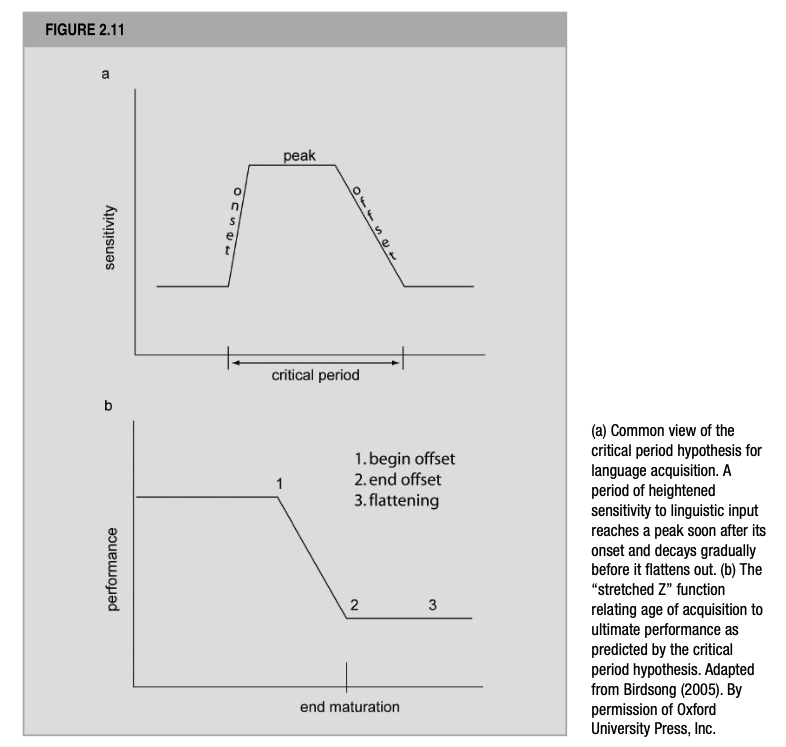 FIGURE 2.11
a
peak
onset
offset
sensitivity
critical period
b
1
1. begin offset
2. end offset
3. flattening
performance
2
3
end maturation
(a) Common view of the
critical period hypothesis for
language acquisition. A
period of heightened
sensitivity to linguistic input
reaches a peak soon after its
onset and decays gradually
before it flattens out. (b) The
“stretched Z” function
relating age of acquisition to
ultimate performance as
predicted by the critical
period hypothesis. Adapted
from Birdsong (2005). By
permission of Oxford
University Press, Inc.